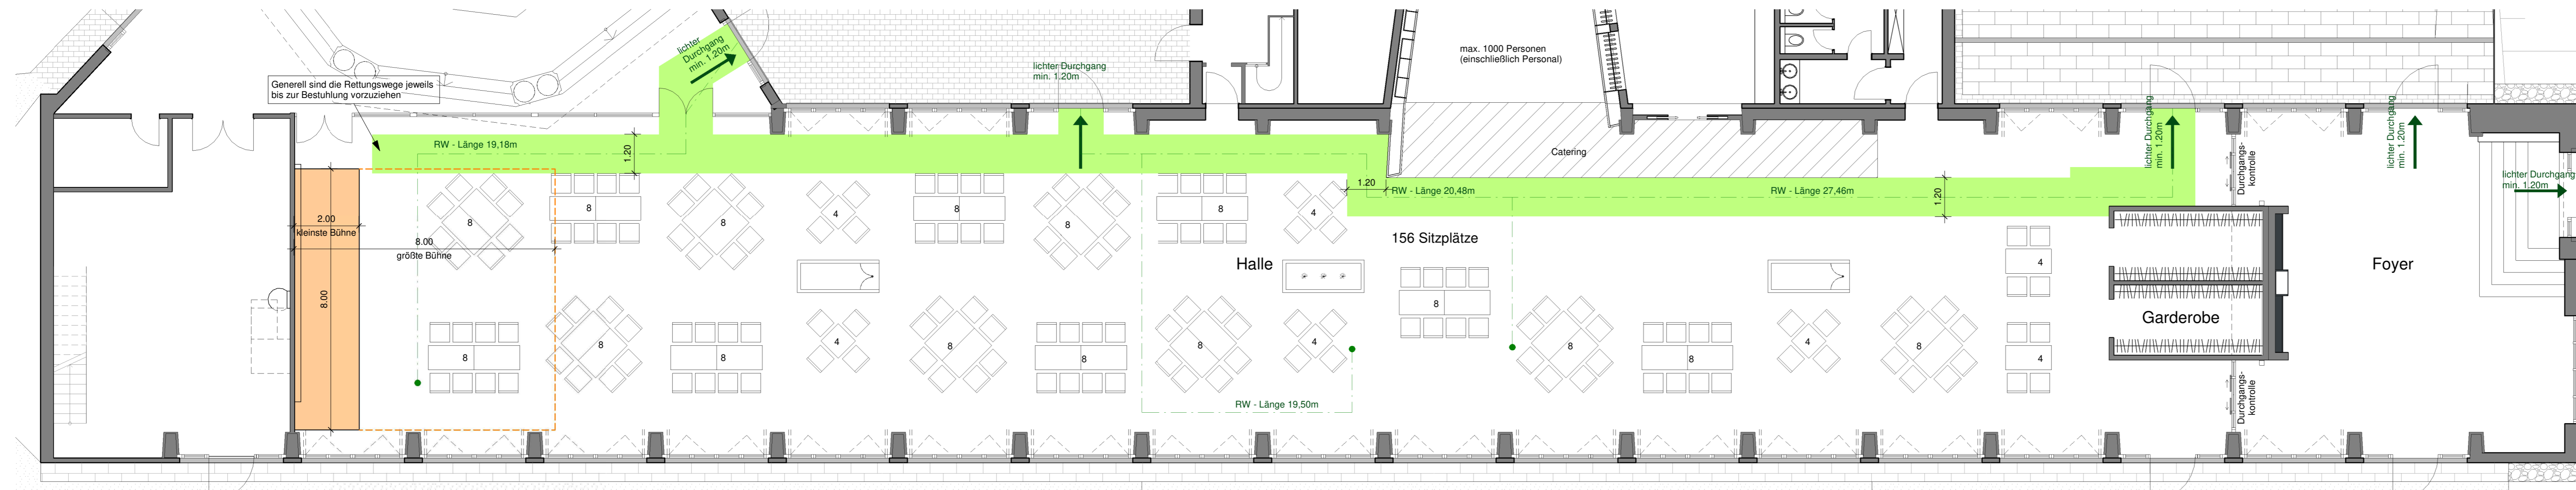 lichter
Durchgang
min. 1.20m
lichter Durchgang
min. 1.20m
max. 1000 Personen
(einschließlich Personal)
Generell sind die Rettungswege jeweils
bis zur Bestuhlung vorzuziehen
RW - Länge 19,18m
1.20
Catering
lichter Durchgang
min. 1.20m
Durchgangs-
kontrolle
lichter Durchgang
min. 1.20m
lichter Durchgang
min. 1.20m
1.20
RW - Länge 20,48m
RW - Länge 27,46m
1.20
2.00
kleinste Bühne
8.00
größte Bühne
8.00
8
8
8
4
8
8
8
4
156 Sitzplätze
Halle
Foyer
4
8
Garderobe
8
8
8
4
8
8
8
4
8
8
4
8
4
RW - Länge 19,50m
Durchgangs-
kontrolle